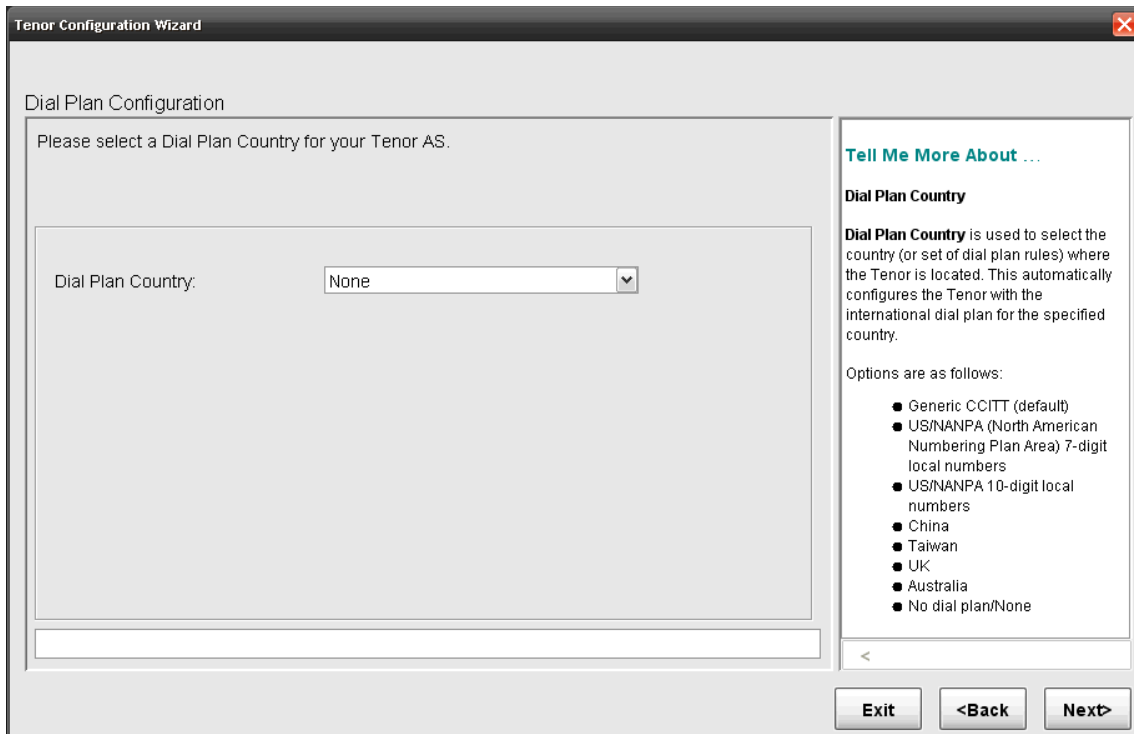 Tenor Configuration Wizard
Dial Plan Configuration
Please select a Dial Plan Country for your Tenor AS.
Dial Plan Country:
None
Tell Me More About ...
Dial Plan Country
Dial Plan Country is used to select the
country (or set of dial plan rules) where
the Tenor is located. This automatically
configures the Tenor with the
international dial plan for the specified
country.
Options are as follows:
● Generic CCITT (default)
● US/NANPA (North American
Numbering Plan Area) 7-digit
local numbers
● US/NANPA 10-digit local
numbers
● China
● Taiwan
● UK
● Australia
● No dial plan/None
<
Exit
<Back
Next>